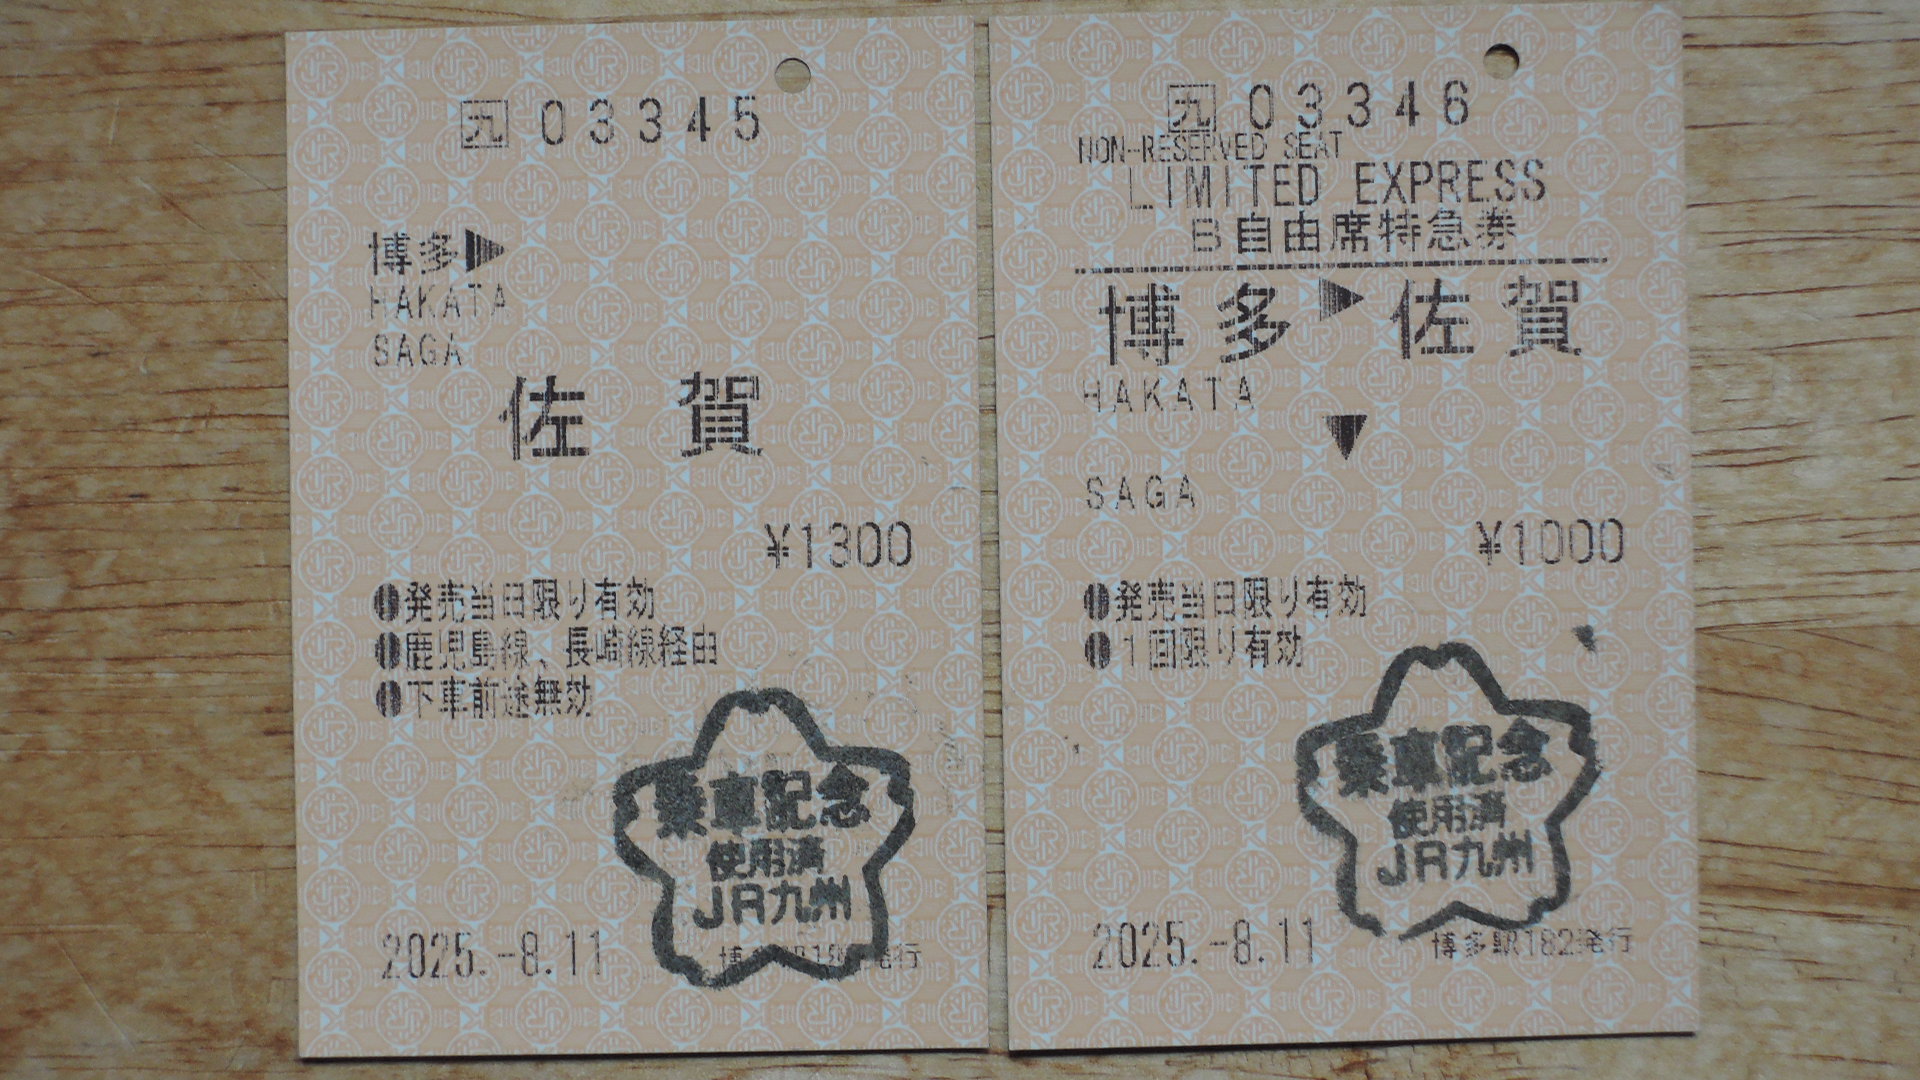 九 03345
博多▶
HAKATA
SAGA
佐賀
¥1300
●発売当日限り有効
●鹿児島線、長崎線経由
●下車前途無効
乗車記念
使用済
JR九州
2025.-8.11
九 03346
NON-RESERVED SEAT
LIMITED EXPRESS
B自由席特急券
博多▶佐賀
HAKATA
▼
SAGA
¥1000
●発売当日限り有効
●1回限り有効
乗車記念
使用済
JR九州
2025.-8.11 博多駅182発行